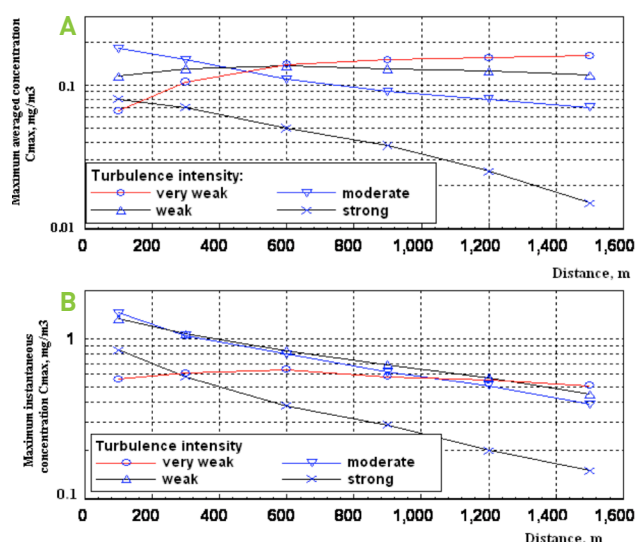 A
Maximum averaged concentration
Cmax, mg/m3
0.1
0.01
Turbulence intensity:
very weak
moderate
weak
strong
0 200 400 600 800 1,000 1,200 1,400 1,600
Distance, m
B
Maximum instantaneous
concentration Cmax, mg/m3
1
0.1
Turbulence intensity
very weak
moderate
weak
strong
0 200 400 600 800 1,000 1,200 1,400 1,600
Distance, m